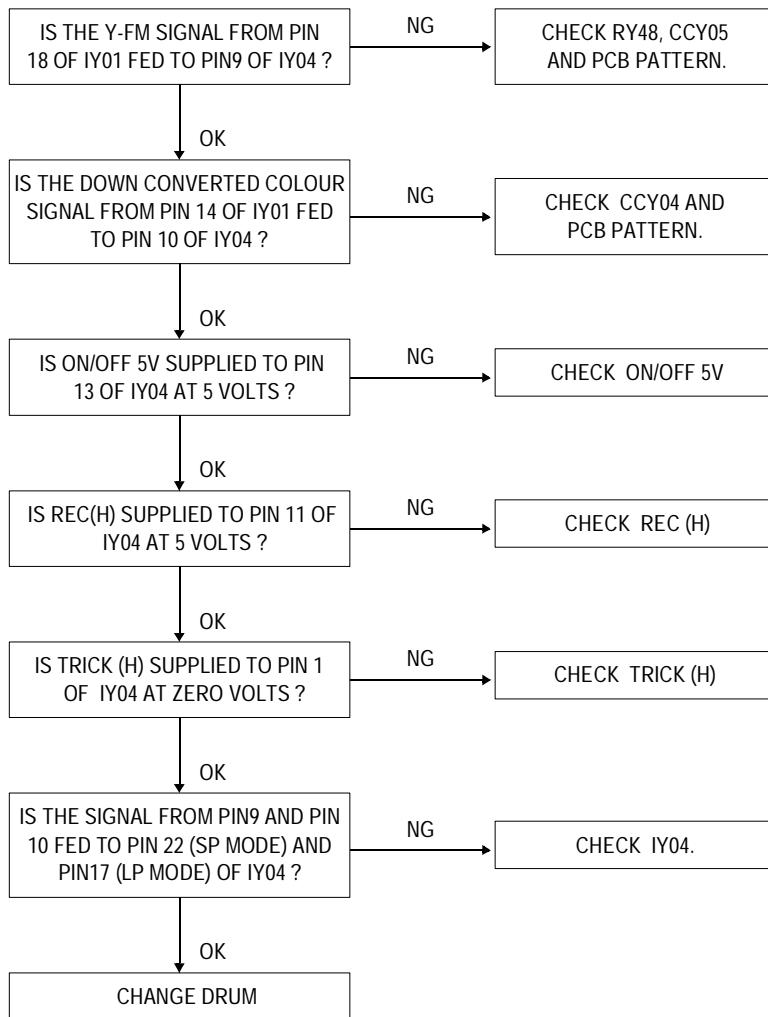 IS THE Y-FM SIGNAL FROM PIN
18 OF IY01 FED TO PIN9 OF IY04 ?
NG
CHECK RY48, CCY05
AND PCB PATTERN.
OK
IS THE DOWN CONVERTED COLOUR
SIGNAL FROM PIN 14 OF IY01 FED
TO PIN 10 OF IY04 ?
NG
CHECK CCY04 AND
PCB PATTERN.
OK
IS ON/OFF 5V SUPPLIED TO PIN
13 OF IY04 AT 5 VOLTS ?
NG
CHECK ON/OFF 5V
OK
IS REC(H) SUPPLIED TO PIN 11 OF
IY04 AT 5 VOLTS ?
NG
CHECK REC (H)
OK
IS TRICK (H) SUPPLIED TO PIN 1
OF IY04 AT ZERO VOLTS ?
NG
CHECK TRICK (H)
OK
IS THE SIGNAL FROM PIN9 AND PIN
10 FED TO PIN 22 (SP MODE) AND
PIN17 (LP MODE) OF IY04 ?
NG
CHECK IY04.
OK
CHANGE DRUM